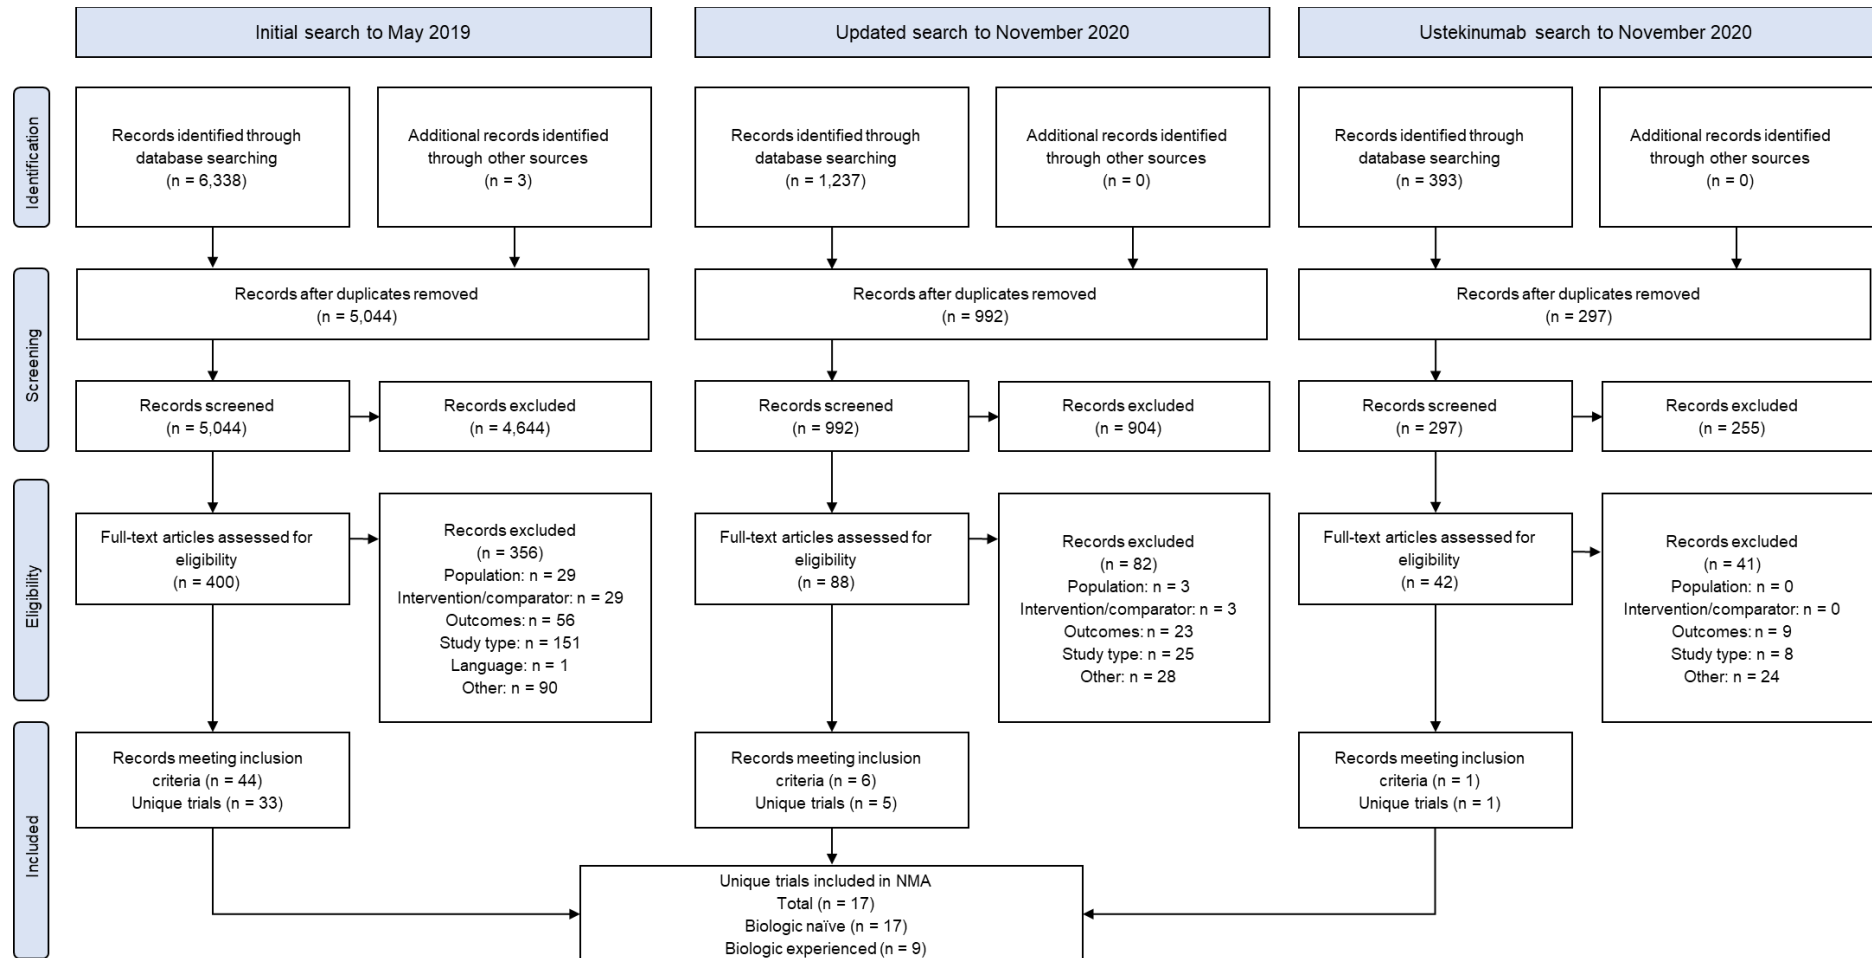 Initial search to May 2019
Updated search to November 2020
Ustekinumab search to November 2020
Identification
Records identified through
database searching
(n = 6,338)
Additional records identified
through other sources
(n = 3)
Records identified through
database searching
(n = 1,237)
Additional records identified
through other sources
(n = 0)
Records identified through
database searching
(n = 393)
Additional records identified
through other sources
(n = 0)
Screening
Records after duplicates removed
(n = 5,044)
Records after duplicates removed
(n = 992)
Records after duplicates removed
(n = 297)
Records screened
(n = 5,044)
Records excluded
(n = 4,644)
Records screened
(n = 992)
Records excluded
(n = 904)
Records screened
(n = 297)
Records excluded
(n = 255)
Eligibility
Full-text articles assessed for
eligibility
(n = 400)
Records excluded
(n = 356)
Population: n = 29
Intervention/comparator: n = 29
Outcomes: n = 56
Study type: n = 151
Language: n = 1
Other: n = 90
Full-text articles assessed for
eligibility
(n = 88)
Records excluded
(n = 82)
Population: n = 3
Intervention/comparator: n = 3
Outcomes: n = 23
Study type: n = 25
Other: n = 28
Full-text articles assessed for
eligibility
(n = 42)
Records excluded
(n = 41)
Population: n = 0
Intervention/comparator: n = 0
Outcomes: n = 9
Study type: n = 8
Other: n = 24
Included
Records meeting inclusion
criteria (n = 44)
Unique trials (n = 33)
Records meeting inclusion
criteria (n = 6)
Unique trials (n = 5)
Records meeting inclusion
criteria (n = 1)
Unique trials (n = 1)
Unique trials included in NMA
Total (n = 17)
Biologic naïve (n = 17)
Biologic experienced (n = 9)